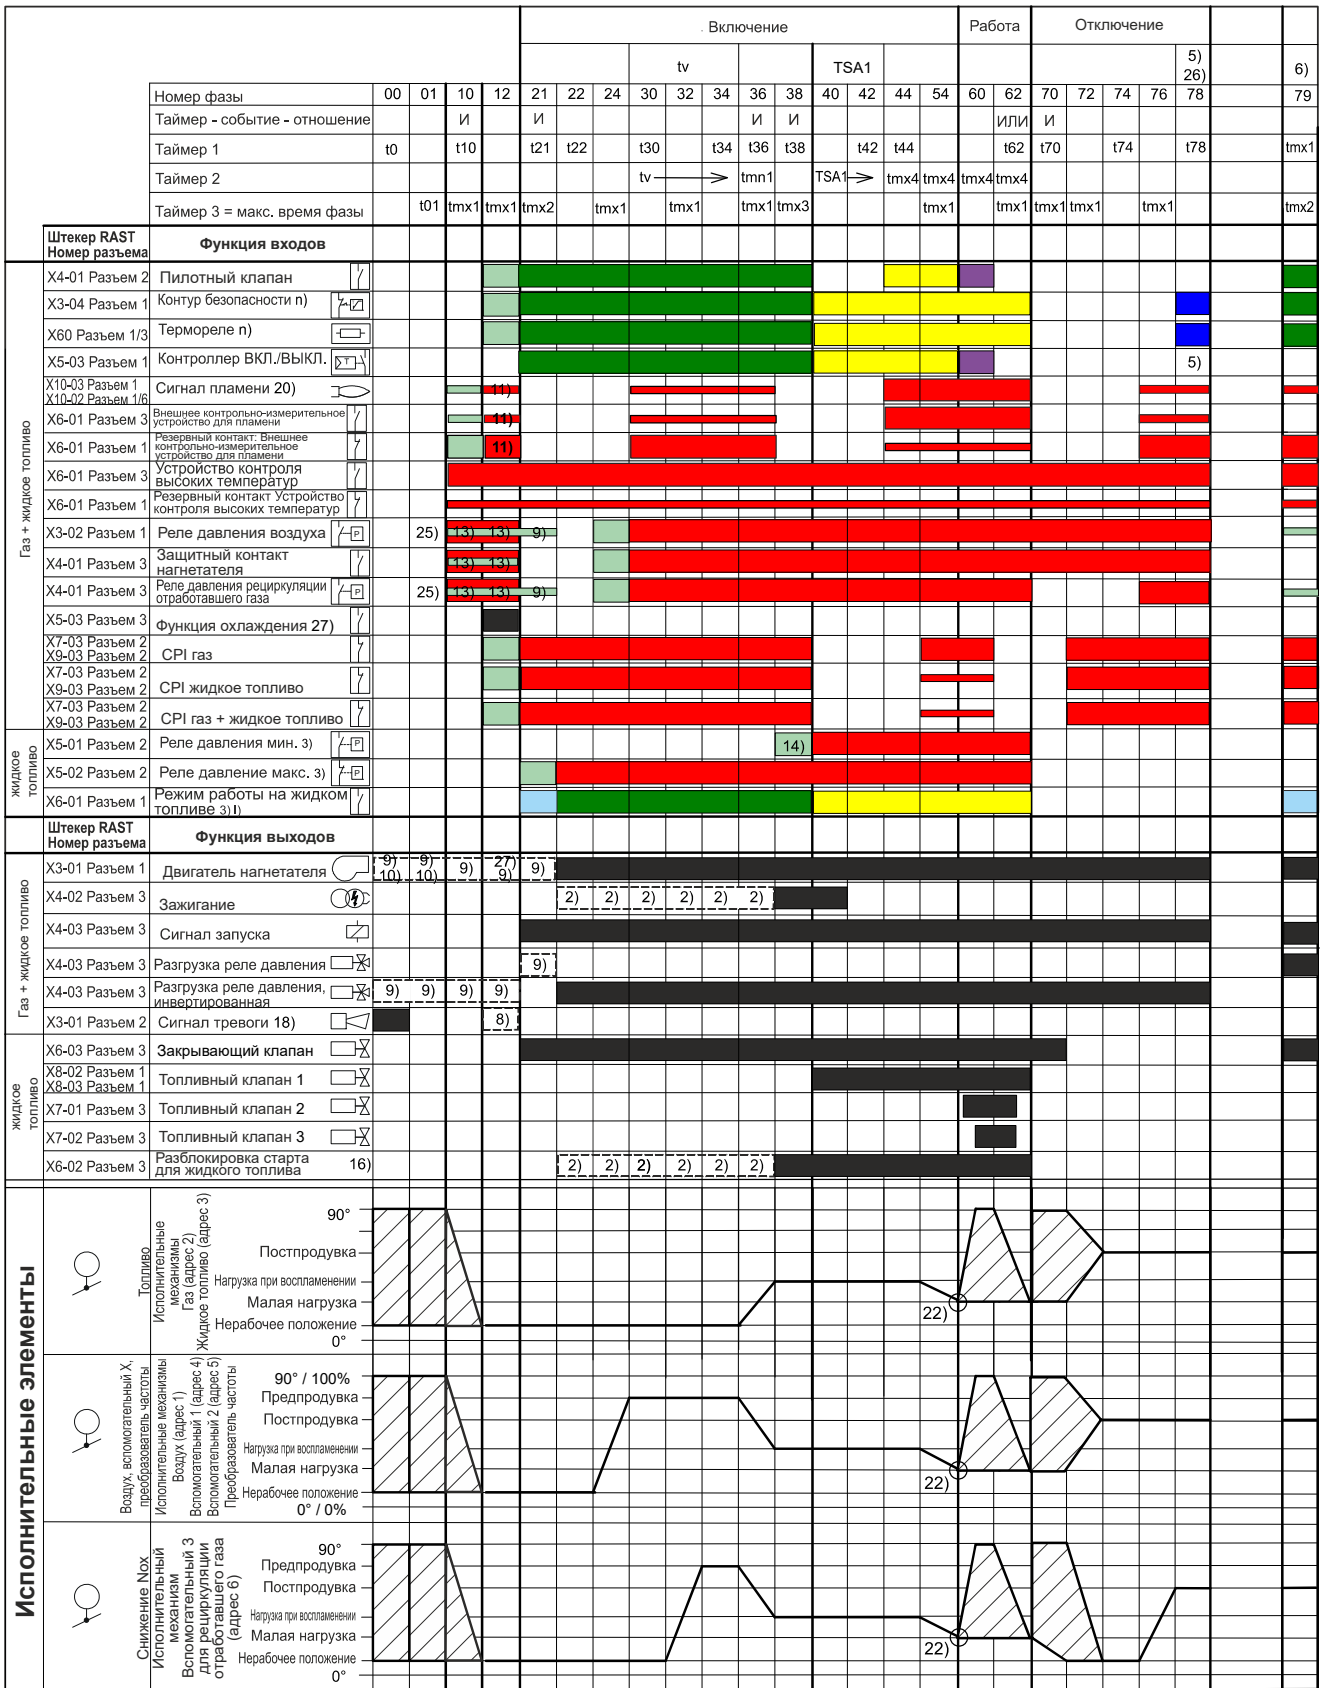 Включение Работа Отключение
tv TSA1 5) 26) 6)
Номер фазы 00 01 10 12 21 22 24 30 32 34 36 38 40 42 44 54 60 62 70 72 74 76 78 79
Таймер - событие - отношение И И И И ИЛИ И
Таймер 1 t0 t10 t21 t22 t30 t34 t36 t38 t42 t44 t62 t70 t74 t78 tmx1
Таймер 2 tv tmn1 TSA1 tmx4 tmx4 tmx4 tmx4
Таймер 3 = макс. время фазы t01 tmx1 tmx1 tmx2 tmx1 tmx1 tmx1 tmx3 tmx1 tmx1 tmx1 tmx1 tmx1 tmx2
Штекер RAST
Номер разъема
Функция входов
Газ + жидкое топливо
X4-01 Разъем 2 Пилотный клапан
X3-04 Разъем 1 Контур безопасности n)
X60 Разъем 1/3 Термореле n)
X5-03 Разъем 1 Контроллер ВКЛ./ВЫКЛ. 5)
X10-03 Разъем 1
X10-02 Разъем 1/6
Сигнал пламени 20) 11)
X6-01 Разъем 3 Внешнее контрольно-измерительное
устройство для пламени 11)
X6-01 Разъем 1 Резервный контакт: Внешнее
контрольно-измерительное
устройство для пламени 11)
X6-01 Разъем 3 Устройство контроля
высоких температур
X6-01 Разъем 1 Резервный контакт Устройство
контроля высоких температур
X3-02 Разъем 1 Реле давления воздуха P 25) 13) 13) 9)
X4-01 Разъем 3 Защитный контакт
нагнетателя 13) 13)
X4-01 Разъем 3 Реле давления рециркуляции
отработавшего газа P 25) 13) 13) 9)
X5-03 Разъем 3 Функция охлаждения 27)
X7-03 Разъем 2
X9-03 Разъем 2
CPI газ
X7-03 Разъем 2
X9-03 Разъем 2
CPI жидкое топливо
X7-03 Разъем 2
X9-03 Разъем 2
CPI газ + жидкое топливо
жидкое
топливо
X5-01 Разъем 2 Реле давления мин. 3) P 14)
X5-02 Разъем 2 Реле давление макс. 3) P
X6-01 Разъем 1 Режим работы на жидком
топливе 3) l)
Штекер RAST
Номер разъема
Функция выходов
Газ + жидкое топливо
X3-01 Разъем 1 Двигатель нагнетателя 9) 10) 9) 10) 9) 27) 9) 9)
X4-02 Разъем 3 Зажигание 2) 2) 2) 2) 2) 2)
X4-03 Разъем 3 Сигнал запуска
X4-03 Разъем 3 Разгрузка реле давления 9)
X4-03 Разъем 3 Разгрузка реле давления,
инвертированная 9) 9) 9) 9)
X3-01 Разъем 2 Сигнал тревоги 18) 8)
жидкое
топливо
X6-03 Разъем 3 Закрывающий клапан
X8-02 Разъем 1
X8-03 Разъем 1
Топливный клапан 1
X7-01 Разъем 3 Топливный клапан 2
X7-02 Разъем 3 Топливный клапан 3
X6-02 Разъем 3 Разблокировка старта
для жидкого топлива 16) 2) 2) 2) 2) 2) 2)
Исполнительные элементы
Топливо
Исполнительные
механизмы
Газ (адрес 2)
Жидкое топливо (адрес 3)
90°
Постпродувка
Нагрузка при воспламенении
Малая нагрузка
Нерабочее положение
0°
22)
Воздух, вспомогательный X,
преобразователь частоты
Исполнительные механизмы
Воздух (адрес 1)
Вспомогательный 1 (адрес 4)
Вспомогательный 2 (адрес 5)
Преобразователь частоты
90° / 100%
Предпродувка
Постпродувка
Нагрузка при воспламенении
Малая нагрузка
Нерабочее положение
0° / 0%
22)
Снижение Nox
Исполнительный
механизм
Вспомогательный 3
для рециркуляции
отработавшего газа
(адрес 6)
90°
Предпродувка
Постпродувка
Нагрузка при воспламенении
Малая нагрузка
Нерабочее положение
0°
22)